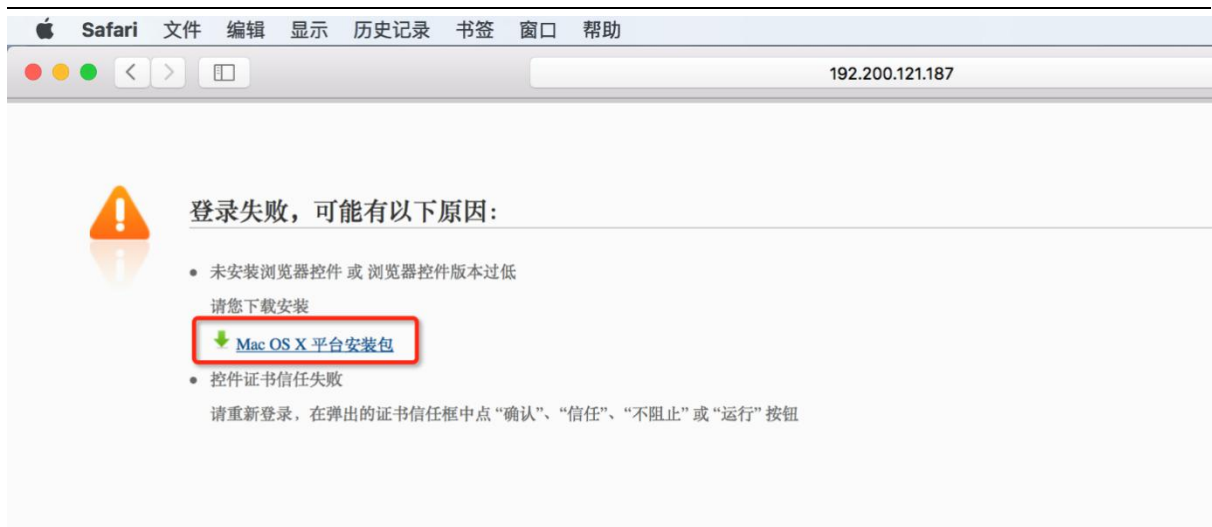 Safari 文件 编辑 显示 历史记录 书签 窗口 帮助
192.200.121.187
登录失败，可能有以下原因：
• 未安装浏览器控件 或 浏览器控件版本过低
请您下载安装
Mac OS X 平台安装包
• 控件证书信任失败
请重新登录，在弹出的证书信任框中点 “确认”、“信任”、“不阻止” 或 “运行” 按钮